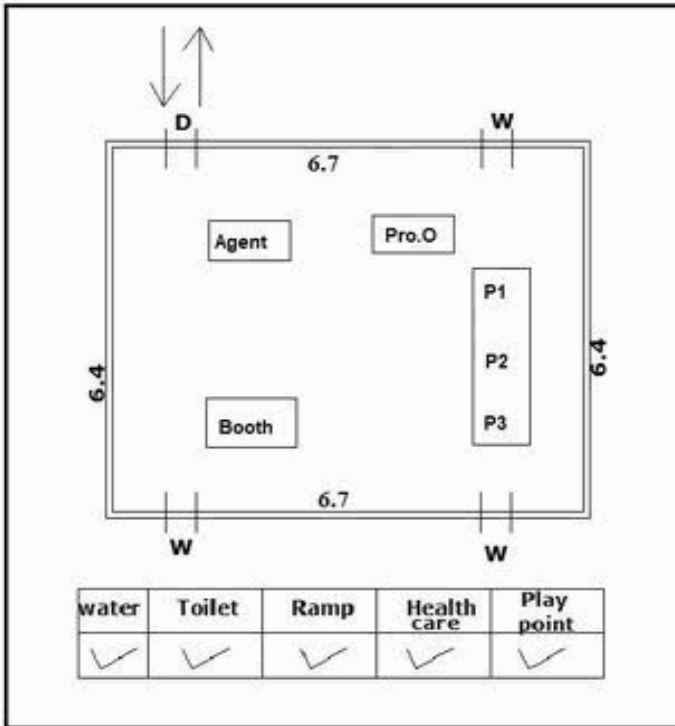 D
W
6.7
Agent
Pro.O
P1
6.4
P2
6.4
Booth
P3
6.7
W
W
water Toilet Ramp Health care Play point